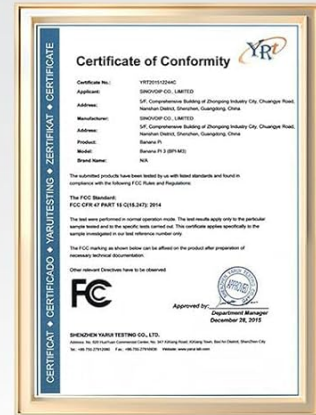 CERTIFICAT ◆ CERTIFICADO ◆ YARUITESTING ◆ ZERTIFIKAT ◆ CERTIFICATE
YRT
Certificate of Conformity
Certificate No.: YRT20151224HC
Applicant: SINOVOIP CO., LIMITED
Address: 5/F, Comprehensive Building of Zhongxing Industry City, Chuangye Road,
Nanshan District, Shenzhen, Guangdong, China
Manufacturer: SINOVOIP CO., LIMITED
Address: 5/F, Comprehensive Building of Zhongxing Industry City, Chuangye Road,
Nanshan District, Shenzhen, Guangdong, China
Product: Banana Pi
Model: Banana PI 3 (BPI-M3)
Brand Name: N/A
The submitted products have been tested by us with listed standards and found in
compliance with the following FCC Rules and Regulations:
The FCC Standard:
FCC CFR 47 PART 15 C(15.247): 2014
The test were performed in normal operation mode. The test results apply only to the particular
sample tested and to the specific tests carried out. This certificate applies specifically to the
sample investigated in our test reference number only.
The FCC marking as shown below can be affixed on the product after preparation of
necessary technical documentation.
Other relevant Directives have to be observed.
FC
APPROVED
Approved by:
Department Manager
December 28, 2015
SHENZHEN YARUI TESTING CO., LTD.